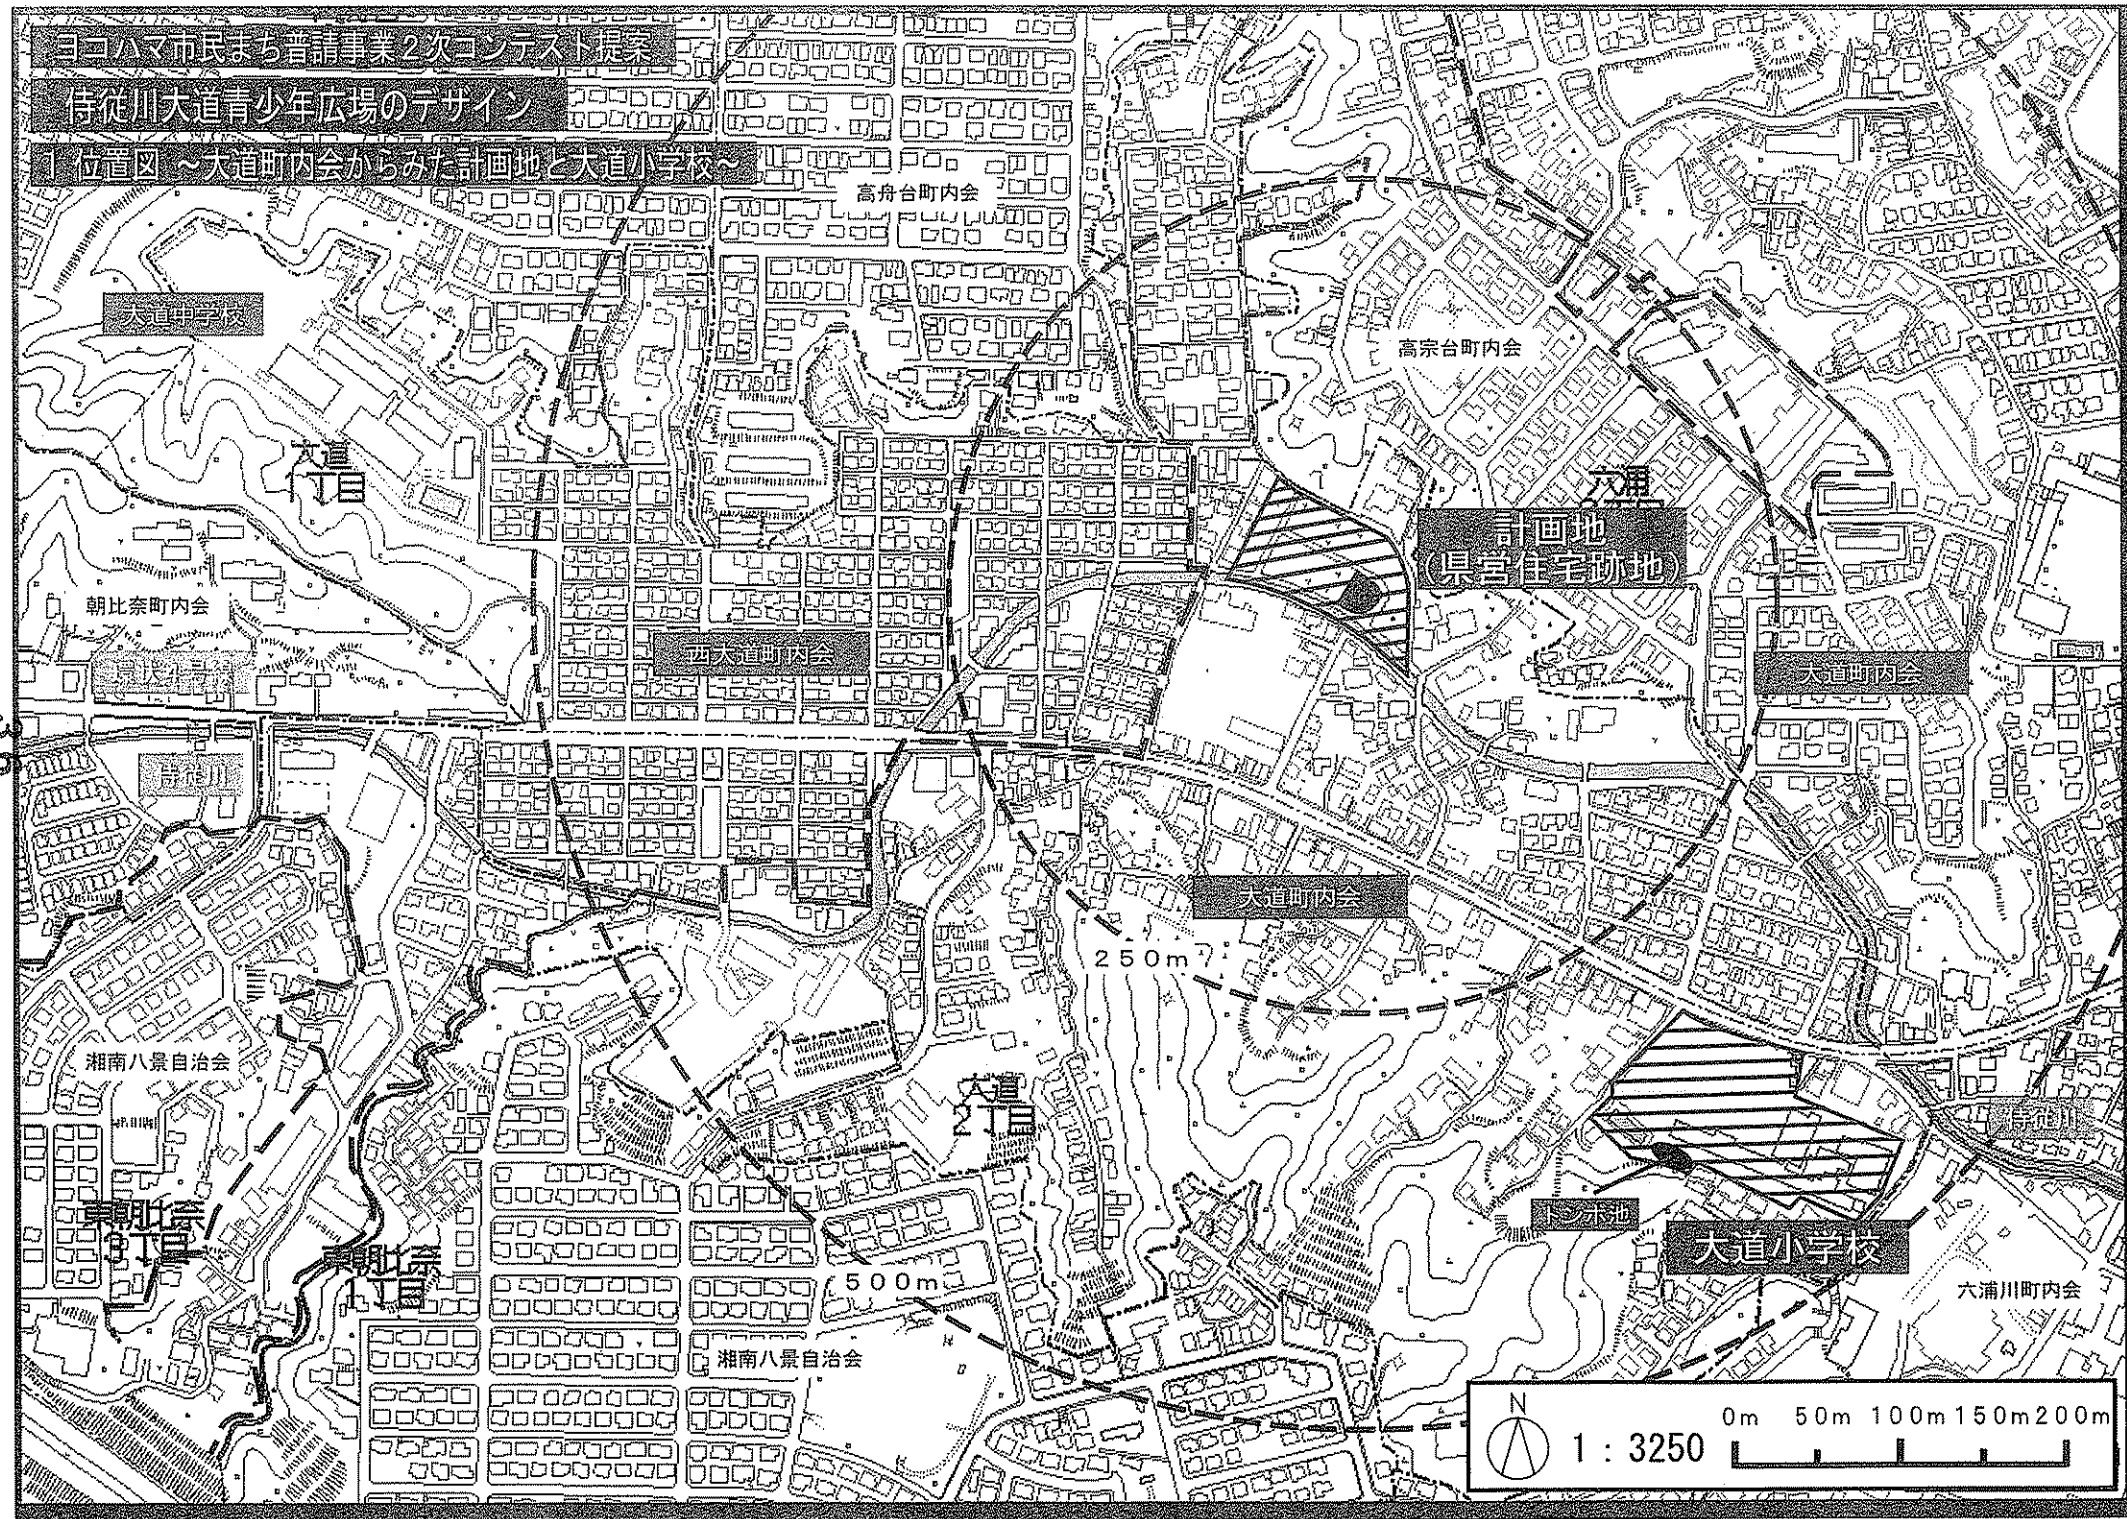 ヨコハマ市民まち普請事業2次コンテスト提案
侍従川大道青少年広場のデザイン
1 位置図 ~大道町内会からみた計画地と大道小学校~
高舟台町内会
大道中学校
高宗台町内会
大道
1丁目
六浦
計画地
(県営住宅跡地)
朝比奈町内会
西大道町内会
大道町内会
侍従川
大道町内会
250m
湘南八景自治会
大道
2丁目
侍従川
トンボ池
大道小学校
東朝比奈
3丁目
東朝比奈
1丁目
500m
六浦川町内会
湘南八景自治会
N
1:3250
0m 50m 100m 150m 200m